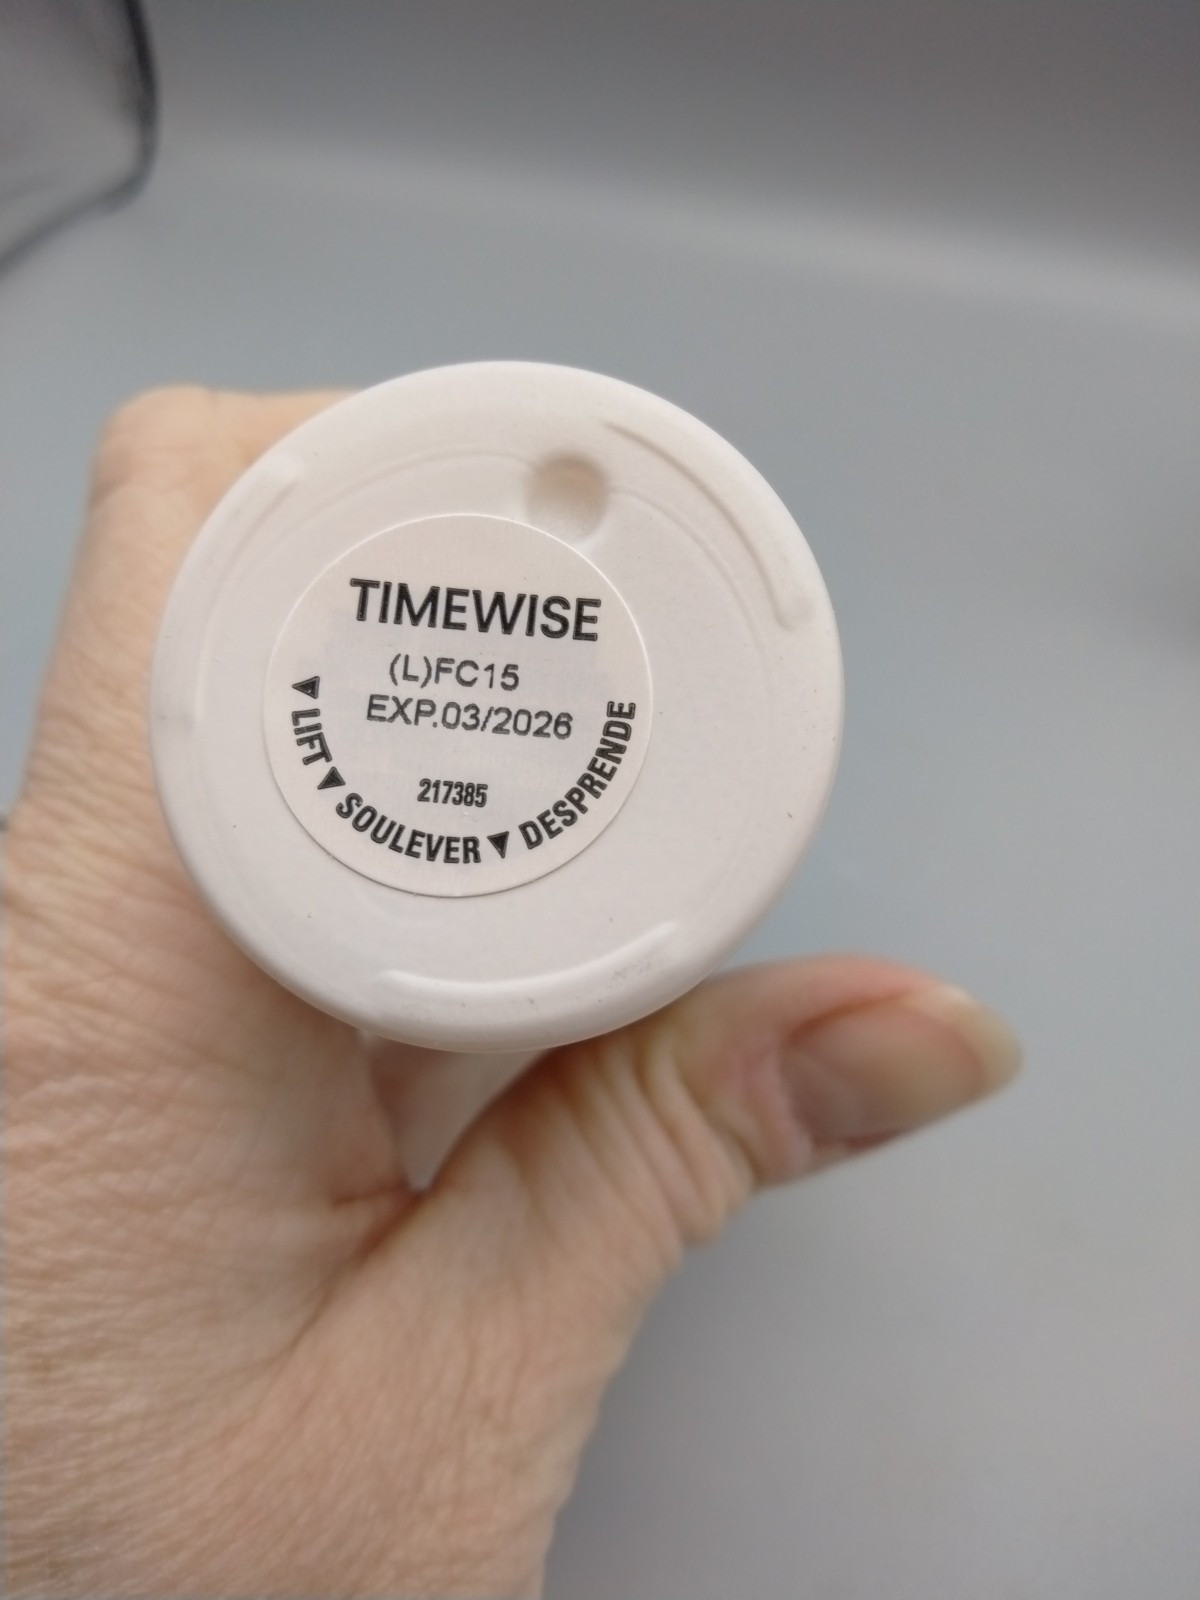 TIMEWISE
(L)FC15
EXP.03/2026
217385
▼ LIFT ▼ SOULEVER ▼ DESPRENDE